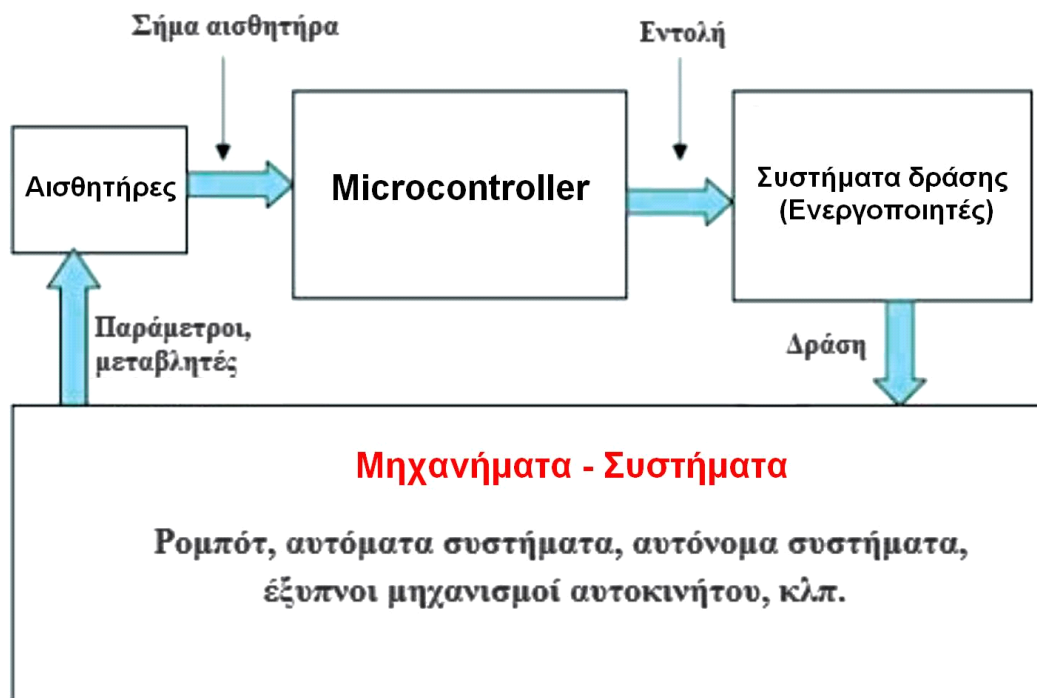 Σήμα αισθητήρα
Εντολή
Αισθητήρες
Microcontroller
Συστήματα δράσης
(Ενεργοποιητές)
Παράμετροι,
μεταβλητές
Δράση
Μηχανήματα - Συστήματα
Ρομπότ, αυτόματα συστήματα, αυτόνομα συστήματα,
έξυπνοι μηχανισμοί αυτοκινήτου, κλπ.